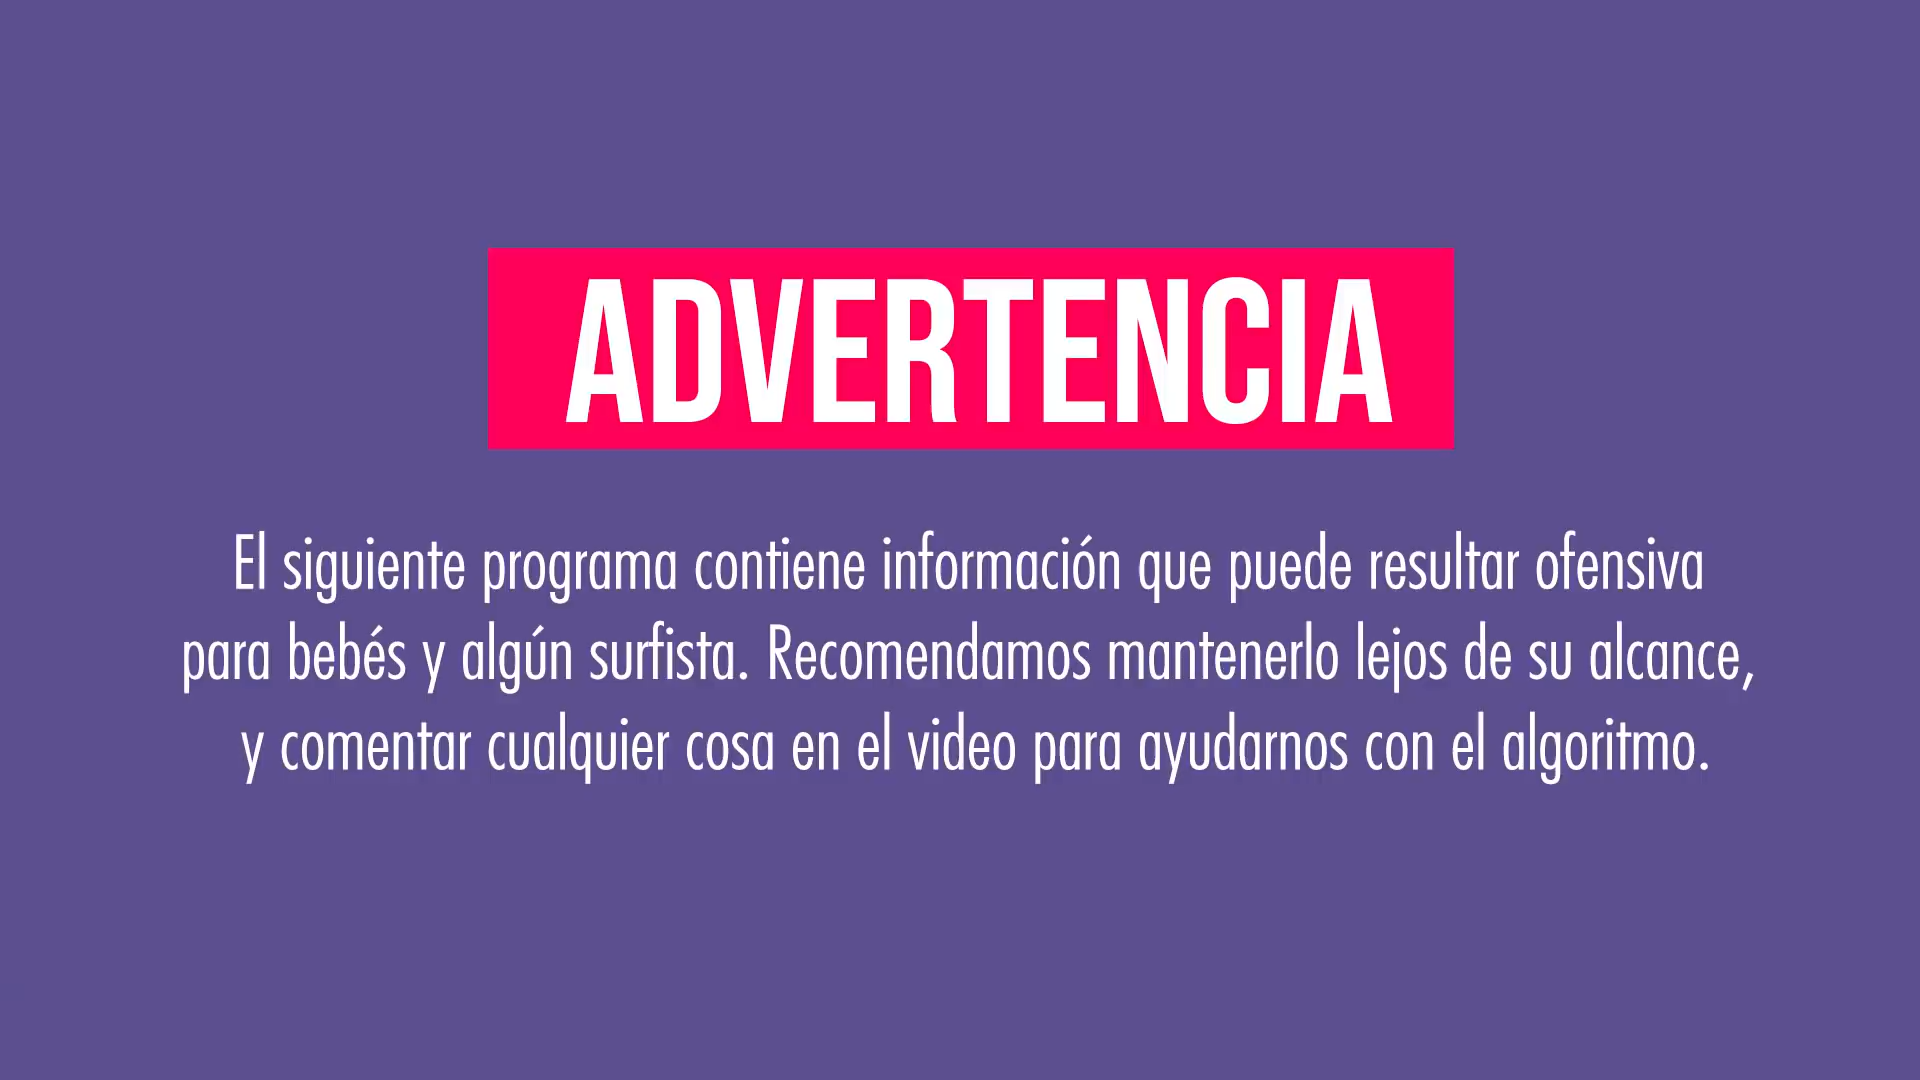 ADVERTENCIA
El siguiente programa contiene información que puede resultar ofensiva
para bebés y algún surfista. Recomendamos mantenerlo lejos de su alcance,
y comentar cualquier cosa en el video para ayudarnos con el algoritmo.